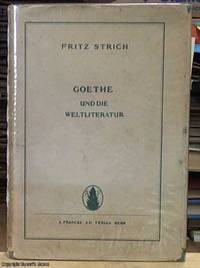 FRITZ STRICH
GOETHE
UND DIE
WELTLITERATUR
A. FRANCKE AG. VERLAG BERN